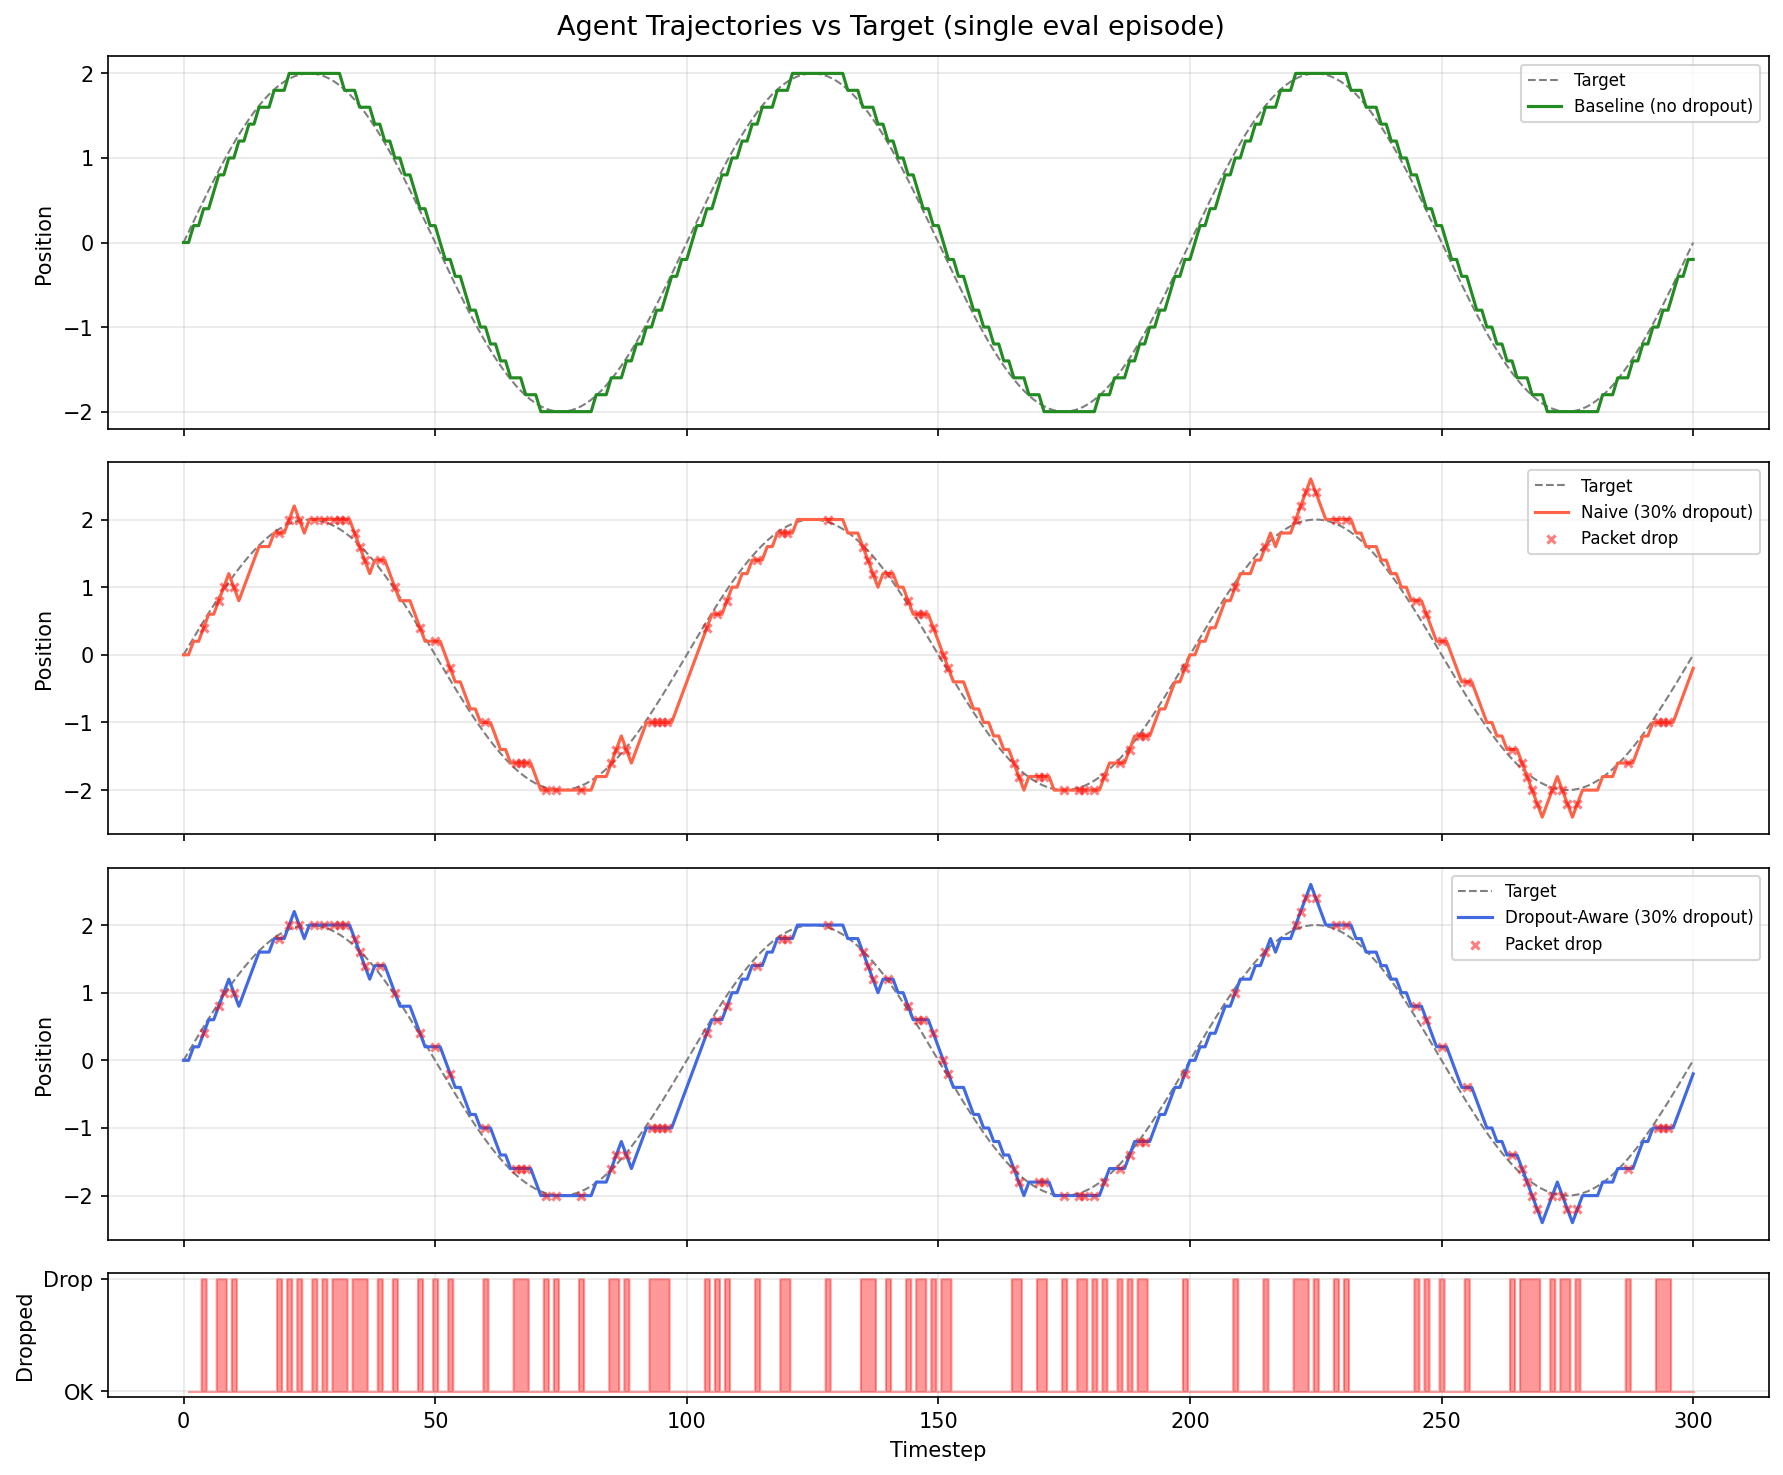 Agent Trajectories vs Target (single eval episode)
Target
Baseline (no dropout)
Position
2
1
0
−1
−2
Target
Naive (30% dropout)
Packet drop
Position
2
1
0
−1
−2
Target
Dropout-Aware (30% dropout)
Packet drop
Position
2
1
0
−1
−2
Dropped
Drop
OK
0 50 100 150 200 250 300
Timestep